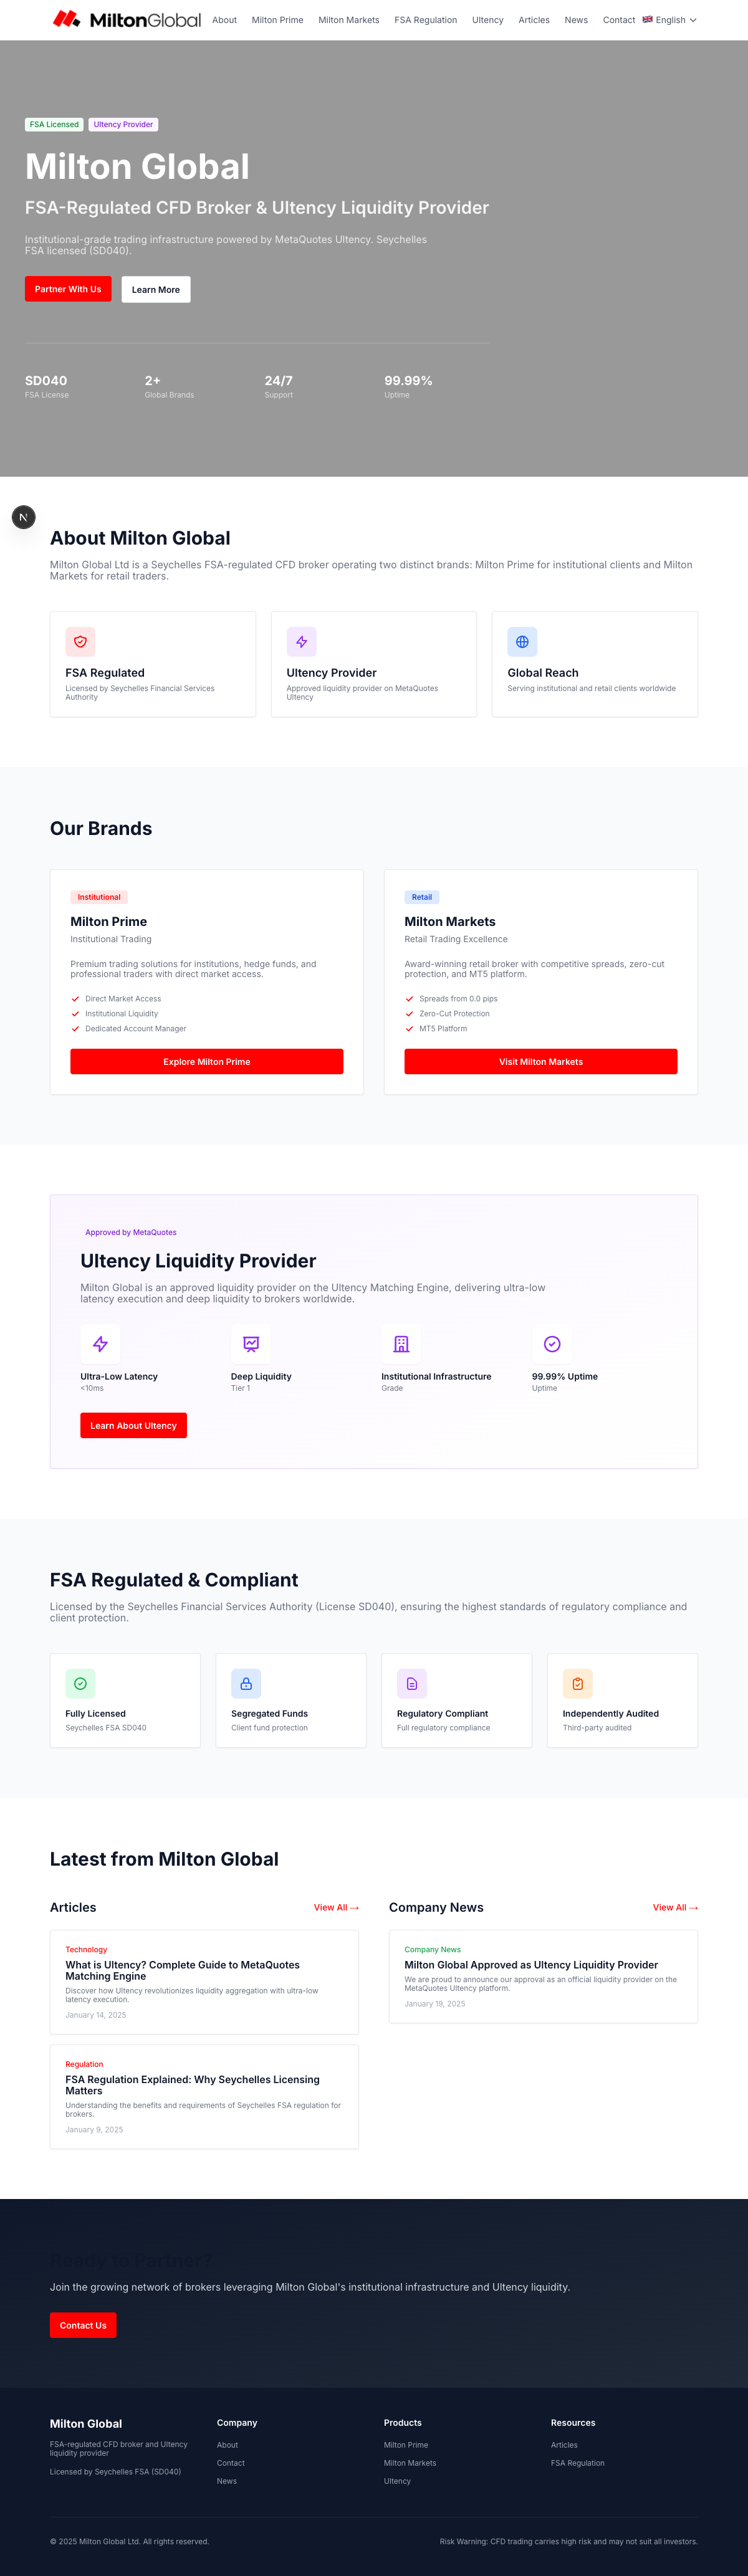 MiltonGlobal
About
Milton Prime
Milton Markets
FSA Regulation
Ultency
Articles
News
Contact
English
FSA Licensed
Ultency Provider
Milton Global
FSA-Regulated CFD Broker & Ultency Liquidity Provider
Institutional-grade trading infrastructure powered by MetaQuotes Ultency. Seychelles
FSA licensed (SD040).
Partner With Us
Learn More
SD040
FSA License
2+
Global Brands
24/7
Support
99.99%
Uptime
N
About Milton Global
Milton Global Ltd is a Seychelles FSA-regulated CFD broker operating two distinct brands: Milton Prime for institutional clients and Milton
Markets for retail traders.
FSA Regulated
Licensed by Seychelles Financial Services
Authority
Ultency Provider
Approved liquidity provider on MetaQuotes
Ultency
Global Reach
Serving institutional and retail clients worldwide
Our Brands
Institutional
Milton Prime
Institutional Trading
Premium trading solutions for institutions, hedge funds, and
professional traders with direct market access.
Direct Market Access
Institutional Liquidity
Dedicated Account Manager
Explore Milton Prime
Retail
Milton Markets
Retail Trading Excellence
Award-winning retail broker with competitive spreads, zero-cut
protection, and MT5 platform.
Spreads from 0.0 pips
Zero-Cut Protection
MT5 Platform
Visit Milton Markets
Approved by MetaQuotes
Ultency Liquidity Provider
Milton Global is an approved liquidity provider on the Ultency Matching Engine, delivering ultra-low
latency execution and deep liquidity to brokers worldwide.
Ultra-Low Latency
<10ms
Deep Liquidity
Tier 1
Institutional Infrastructure
Grade
99.99% Uptime
Uptime
Learn About Ultency
FSA Regulated & Compliant
Licensed by the Seychelles Financial Services Authority (License SD040), ensuring the highest standards of regulatory compliance and
client protection.
Fully Licensed
Seychelles FSA SD040
Segregated Funds
Client fund protection
Regulatory Compliant
Full regulatory compliance
Independently Audited
Third-party audited
Latest from Milton Global
Articles
View All →
Technology
What is Ultency? Complete Guide to MetaQuotes
Matching Engine
Discover how Ultency revolutionizes liquidity aggregation with ultra-low
latency execution.
January 14, 2025
Regulation
FSA Regulation Explained: Why Seychelles Licensing
Matters
Understanding the benefits and requirements of Seychelles FSA regulation for
brokers.
January 9, 2025
Company News
View All →
Company News
Milton Global Approved as Ultency Liquidity Provider
We are proud to announce our approval as an official liquidity provider on the
MetaQuotes Ultency platform.
January 19, 2025
Ready to Partner?
Join the growing network of brokers leveraging Milton Global's institutional infrastructure and Ultency liquidity.
Contact Us
Milton Global
FSA-regulated CFD broker and Ultency
liquidity provider
Licensed by Seychelles FSA (SD040)
Company
About
Contact
News
Products
Milton Prime
Milton Markets
Ultency
Resources
Articles
FSA Regulation
© 2025 Milton Global Ltd. All rights reserved.
Risk Warning: CFD trading carries high risk and may not suit all investors.